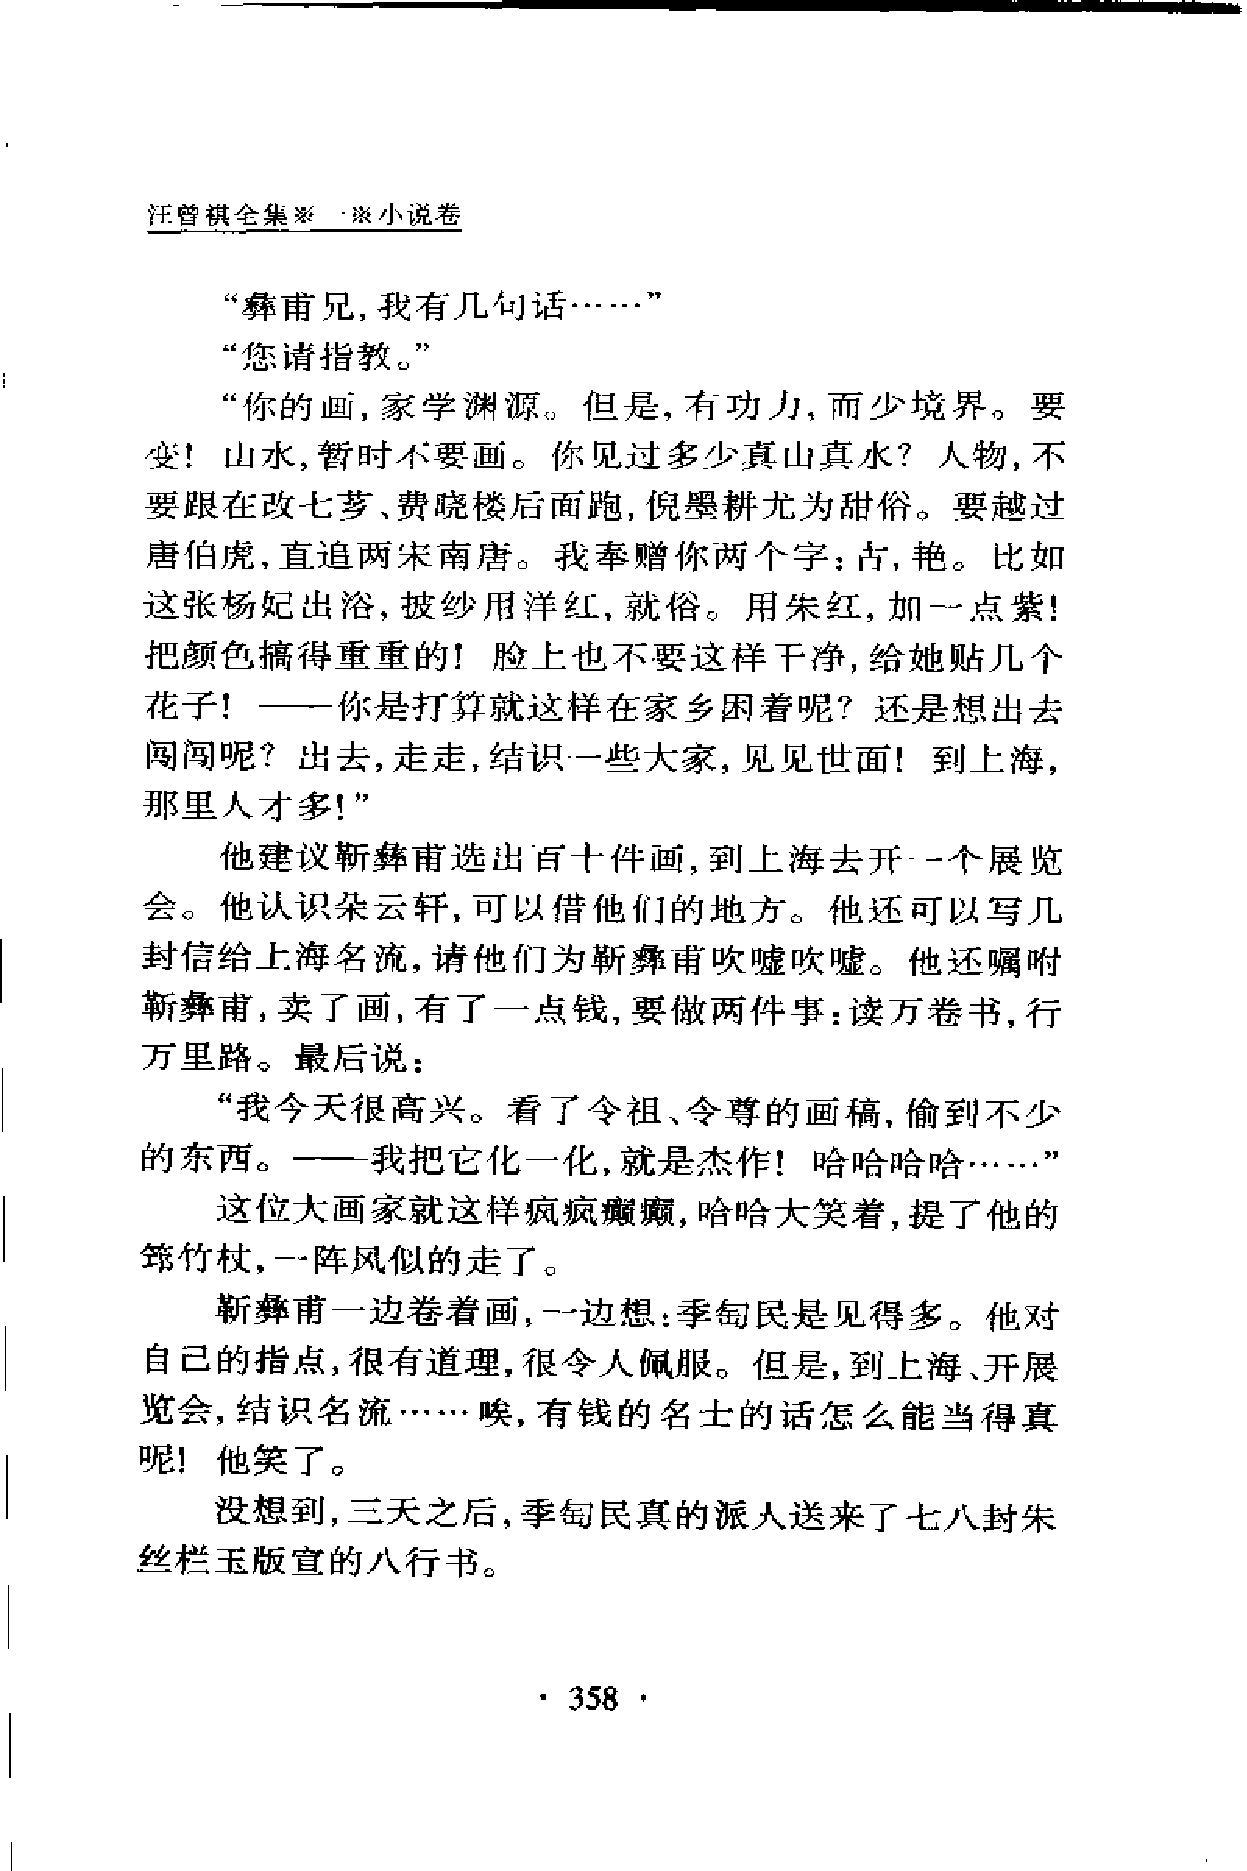 汪曾祺全集※一※小说卷
“彝甫兄,我有几句话……”
“您请指教。”
“你的画,家学渊源。但是,有功力,而少境界。要
变!山水,暂时不要画。你见过多少真山真水?人物,不
要跟在改七芗、费晓楼后面跑,倪墨耕尤为甜俗。要越过
唐伯虎,直追两宋南唐。我奉赠你两个字:古,艳。比如
这张杨妃出浴,披纱用洋红,就俗。用朱红,加一点紫!
把颜色搞得重重的!脸上也不要这样干净,给她贴几个
花子!——你是打算就这样在家乡困着呢?还是想出去
闯闯呢?出去,走走,结识一些大家,见见世面!到上海,
那里人才多!”
他建议靳彝甫选出百十件画,到上海去开一个展览
会。他认识朵云轩,可以借他们的地方。他还可以写几
封信给上海名流,请他们为靳彝甫吹嘘吹嘘。他还嘱咐
靳彝甫,卖了画,有了一点钱,要做两件事:读万卷书,行
万里路。最后说:
“我今天很高兴。看了令祖、令尊的画稿,偷到不少
的东西。——我把它化一化,就是杰作!哈哈哈哈……”
这位大画家就这样疯疯癫癫,哈哈大笑着,提了他的
筇竹杖,一阵风似的走了。
靳彝甫一边卷着画,一边想:季匋民是见得多。他对
自己的指点,很有道理,很令人佩服。但是,到上海、开展
览会,结识名流……唉,有钱的名士的话怎么能当得真
呢!他笑了。
没想到,三天之后,季匋民真的派人送来了七八封朱
丝栏玉版宣的八行书。
· 358 ·